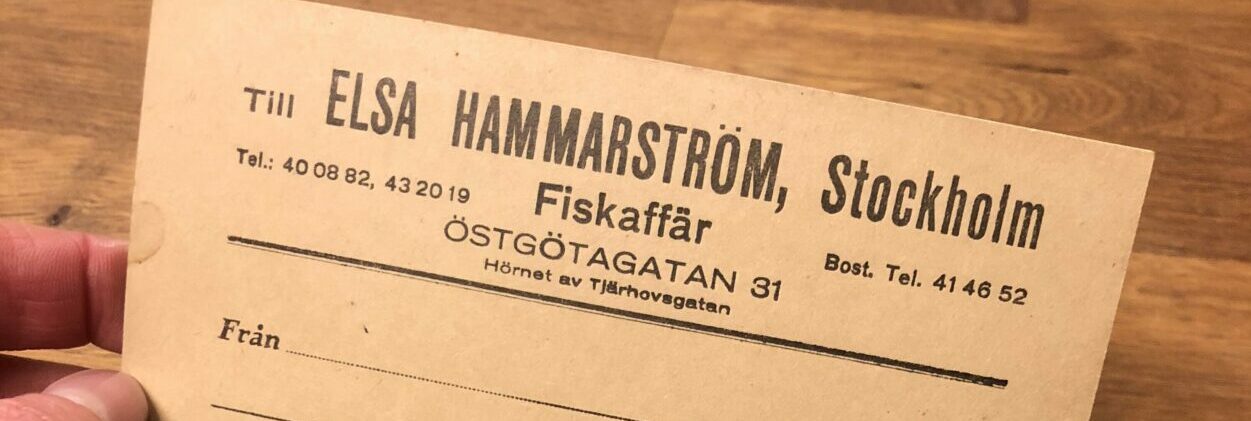 Till ELSA HAMMARSTRÖM, Stockholm
Tel.: 40 08 82, 43 20 19
Fiskaffär
Bost. Tel. 41 46 52
ÖSTGÖTAGATAN 31
Hörnet av Tjärhovsgatan
Från